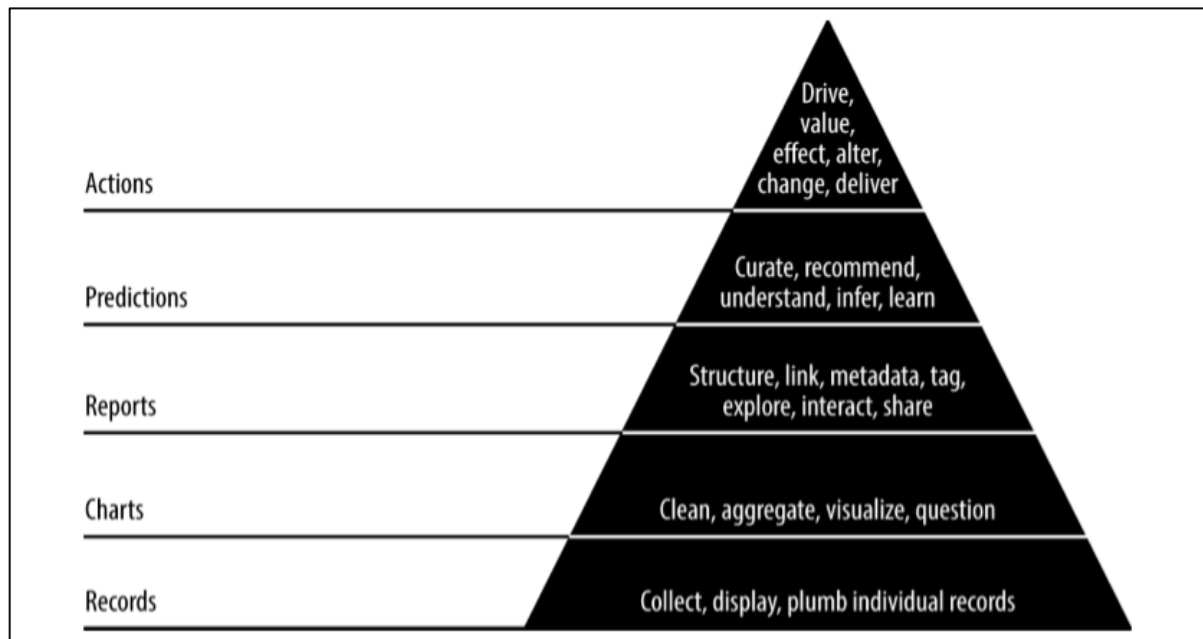 Drive,
value,
effect, alter,
change, deliver
Actions
Curate, recommend,
understand, infer, learn
Predictions
Structure, link, metadata, tag,
explore, interact, share
Reports
Clean, aggregate, visualize, question
Charts
Collect, display, plumb individual records
Records